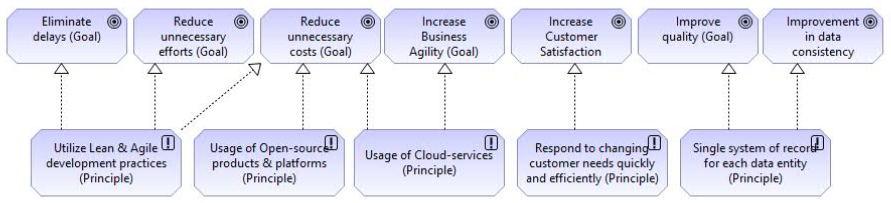 Eliminate
delays (Goal)
Reduce
unnecessary
efforts (Goal)
Reduce
unnecessary
costs (Goal)
Increase
Business
Agility (Goal)
Increase
Customer
Satisfaction
Improve
quality (Goal)
Improvement
in data
consistency
Utilize Lean & Agile
development practices
(Principle)
Usage of Open-source
products & platforms
(Principle)
Usage of Cloud-services
(Principle)
Respond to changing
customer needs quickly
and efficiently (Principle)
Single system of record
for each data entity
(Principle)